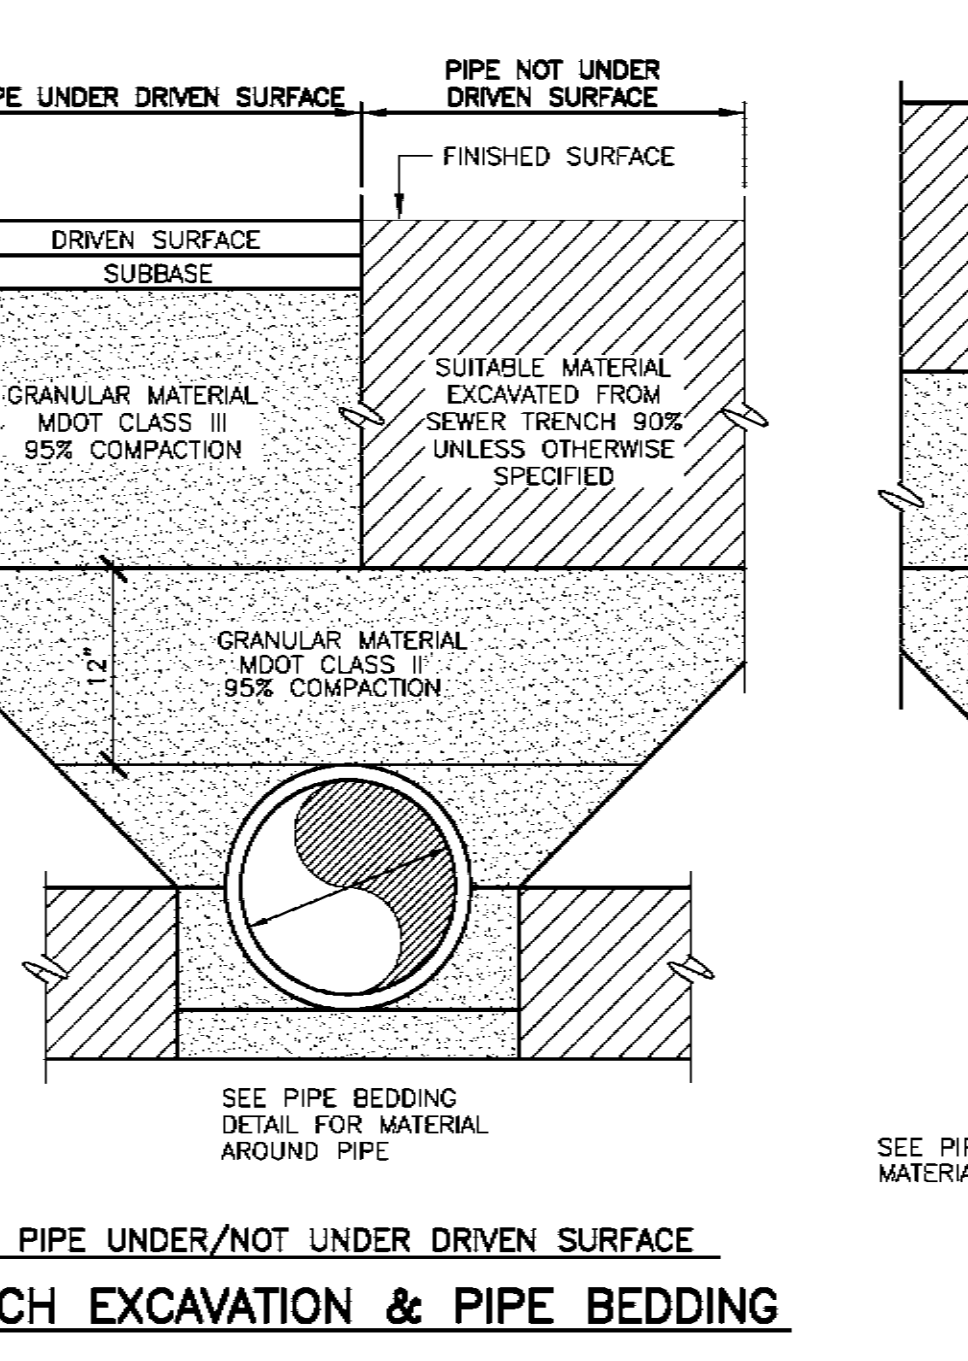 PE UNDER DRIVEN SURFACE
PIPE NOT UNDER
DRIVEN SURFACE
FINISHED SURFACE
DRIVEN SURFACE
SUBBASE
GRANULAR MATERIAL
MDOT CLASS III
95% COMPACTION
SUITABLE MATERIAL
EXCAVATED FROM
SEWER TRENCH 90%
UNLESS OTHERWISE
SPECIFIED
12"
GRANULAR MATERIAL
MDOT CLASS II
95% COMPACTION
SEE PIPE BEDDING
DETAIL FOR MATERIAL
AROUND PIPE
SEE PIP
MATERIA
PIPE UNDER/NOT UNDER DRIVEN SURFACE
CH EXCAVATION & PIPE BEDDING